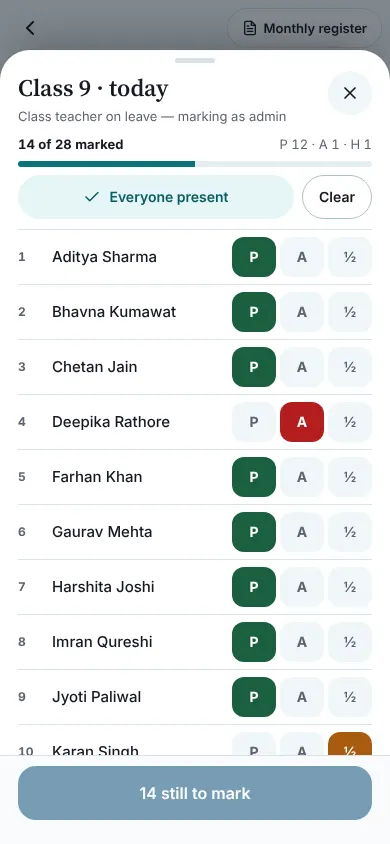 Monthly register
Class 9 · today
Class teacher on leave — marking as admin
14 of 28 marked P 12 · A 1 · H 1
Everyone present Clear
1 Aditya Sharma P A ½
2 Bhavna Kumawat P A ½
3 Chetan Jain P A ½
4 Deepika Rathore P A ½
5 Farhan Khan P A ½
6 Gaurav Mehta P A ½
7 Harshita Joshi P A ½
8 Imran Qureshi P A ½
9 Jyoti Paliwal P A ½
10 Karan Singh P A ½
14 still to mark